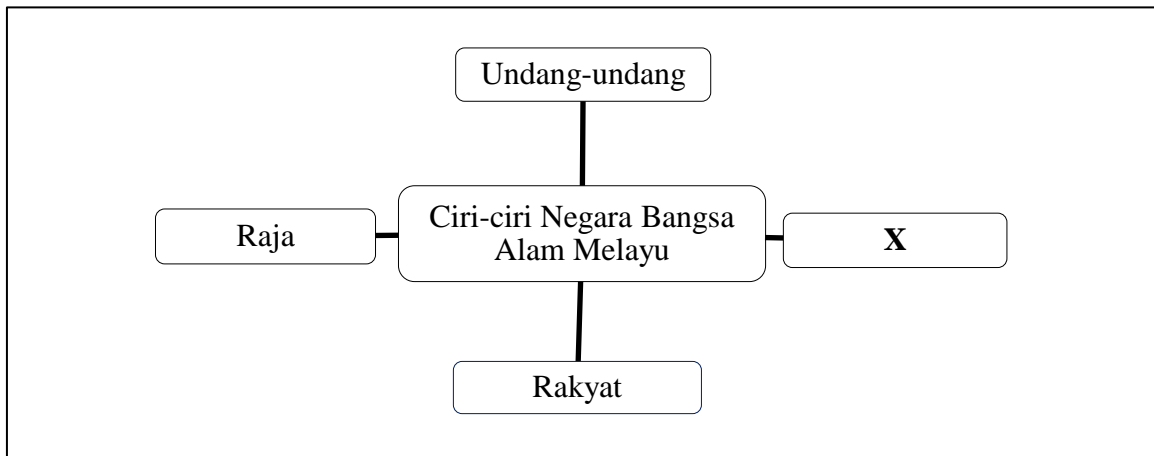 Undang-undang
Raja
Ciri-ciri Negara Bangsa
Alam Melayu
X
Rakyat